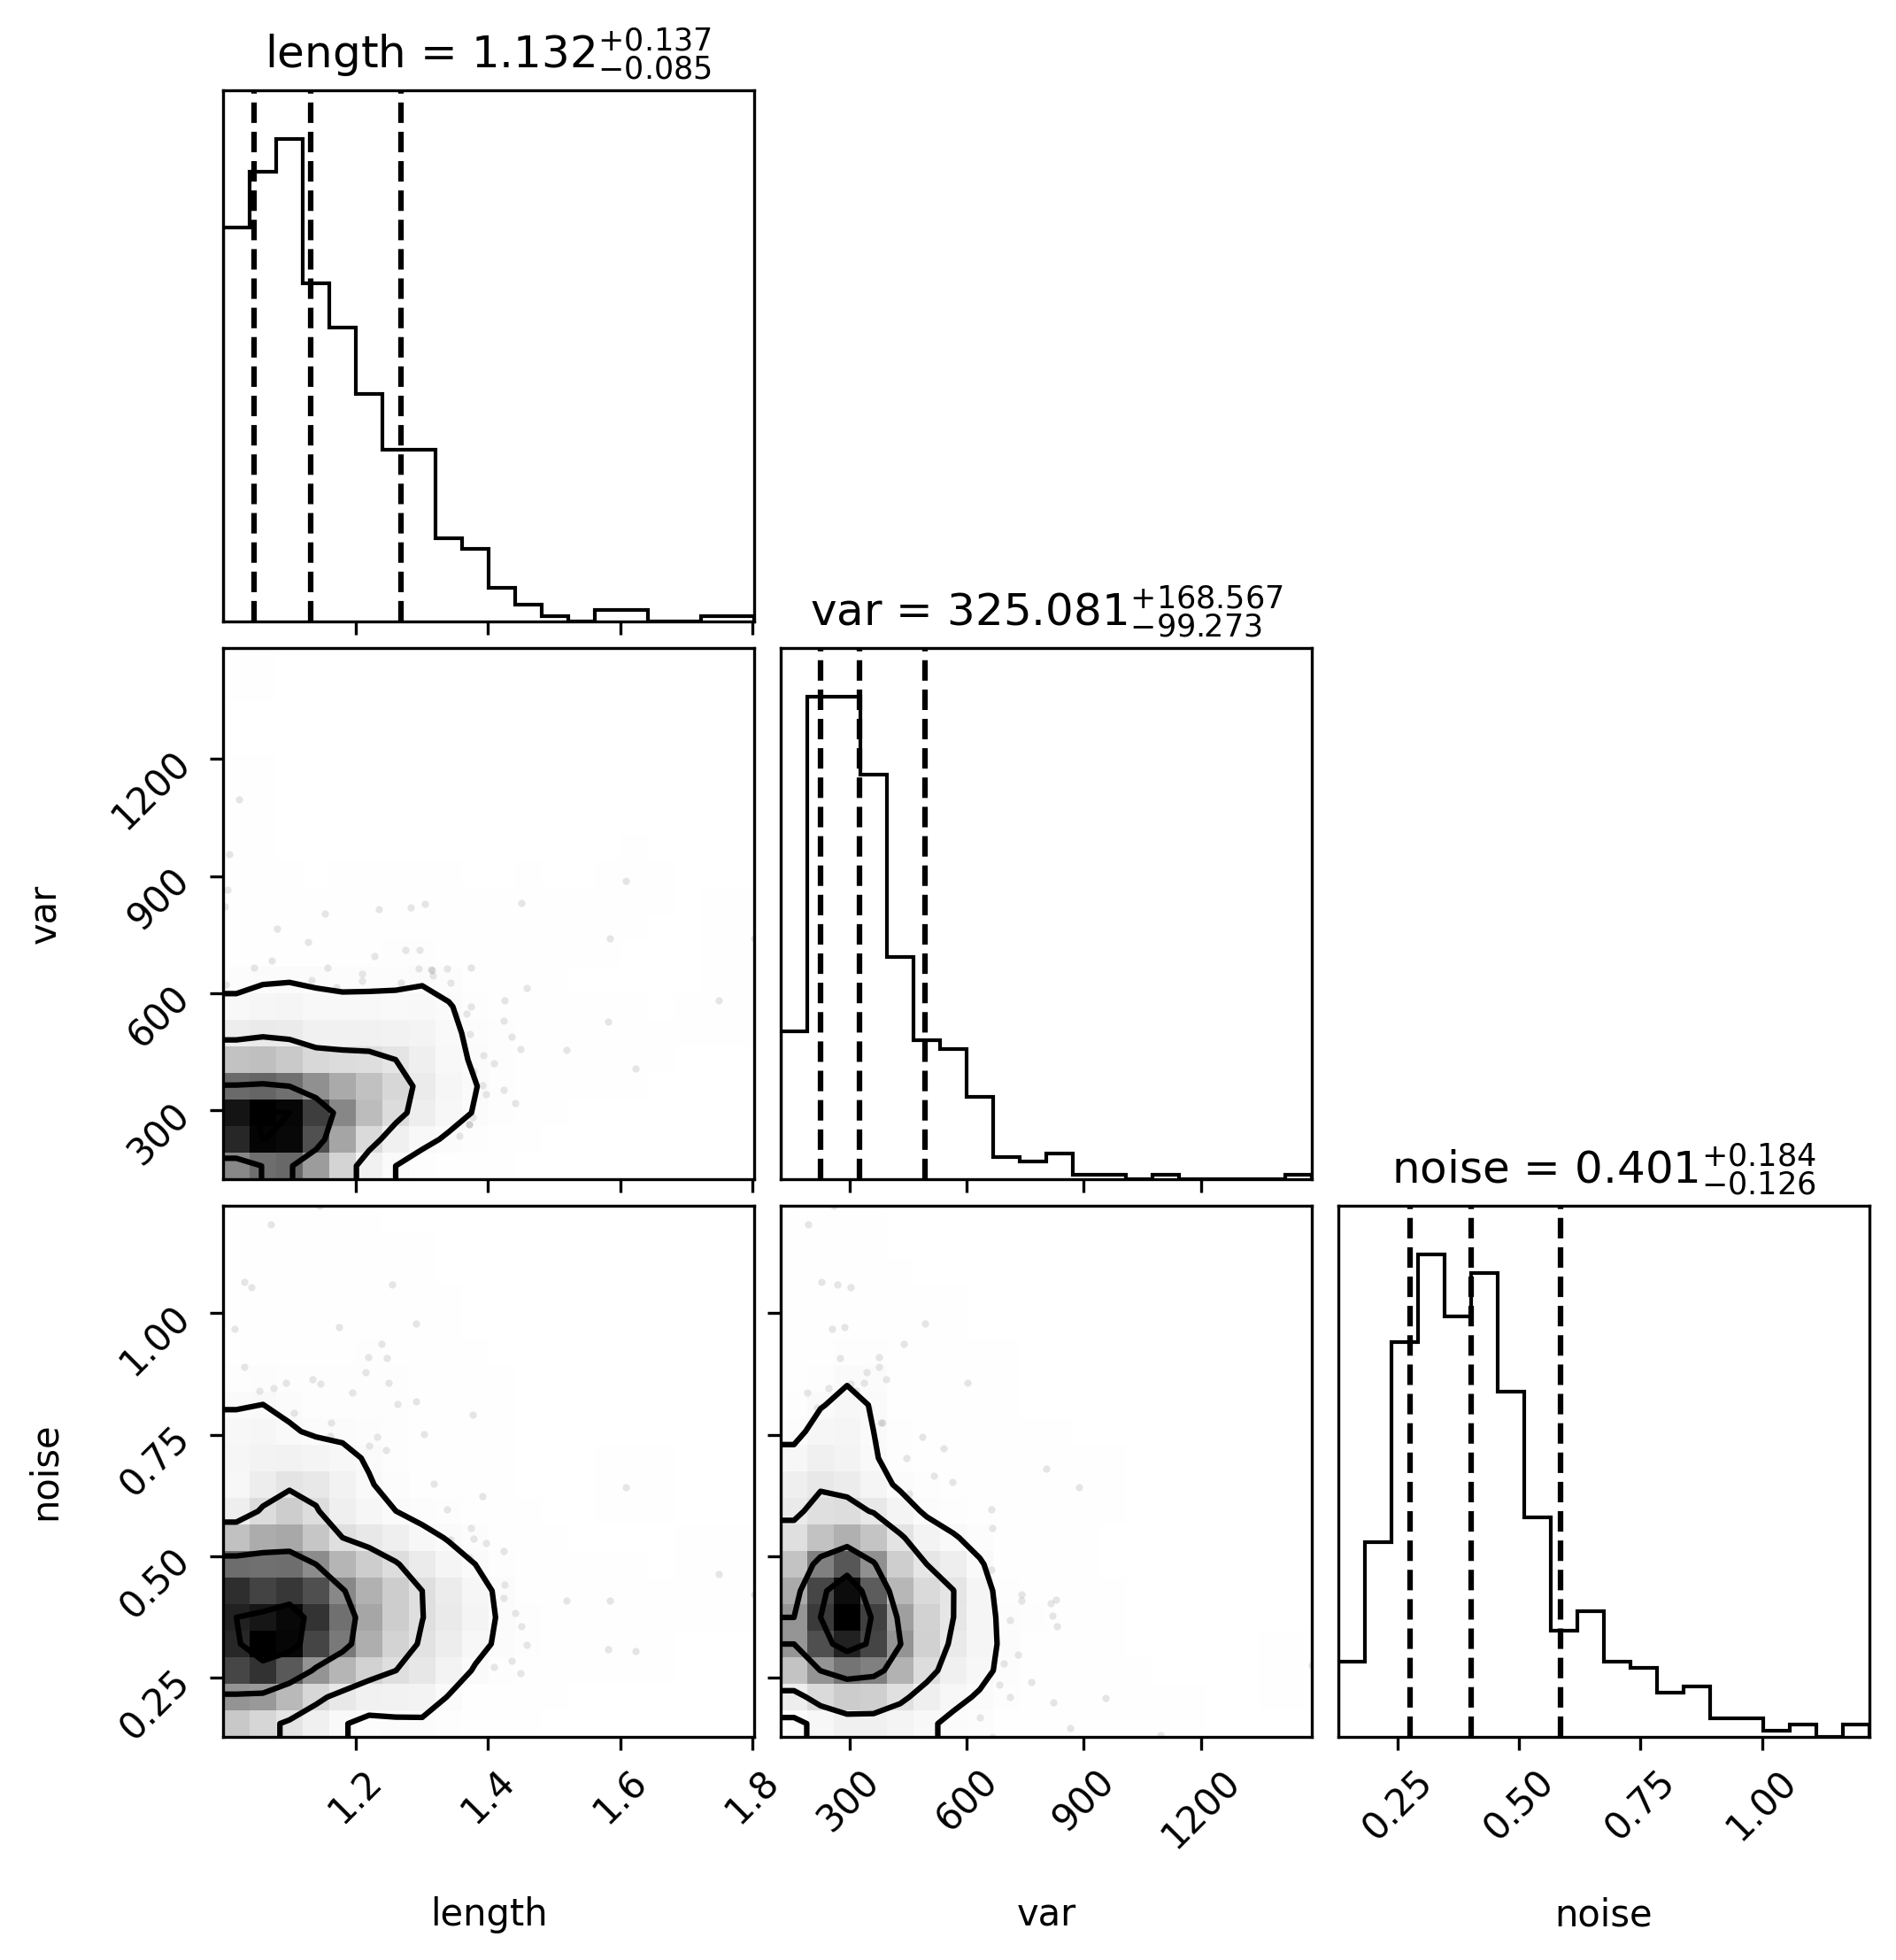 length = 1.132 +0.137 −0.085
var = 325.081 +168.567 −99.273
1200
900
600
300
var
noise = 0.401 +0.184 −0.126
1.00
0.75
0.50
0.25
noise
1.2 1.4 1.6 1.8 300 600 900 1200 0.25 0.50 0.75 1.00
length var noise